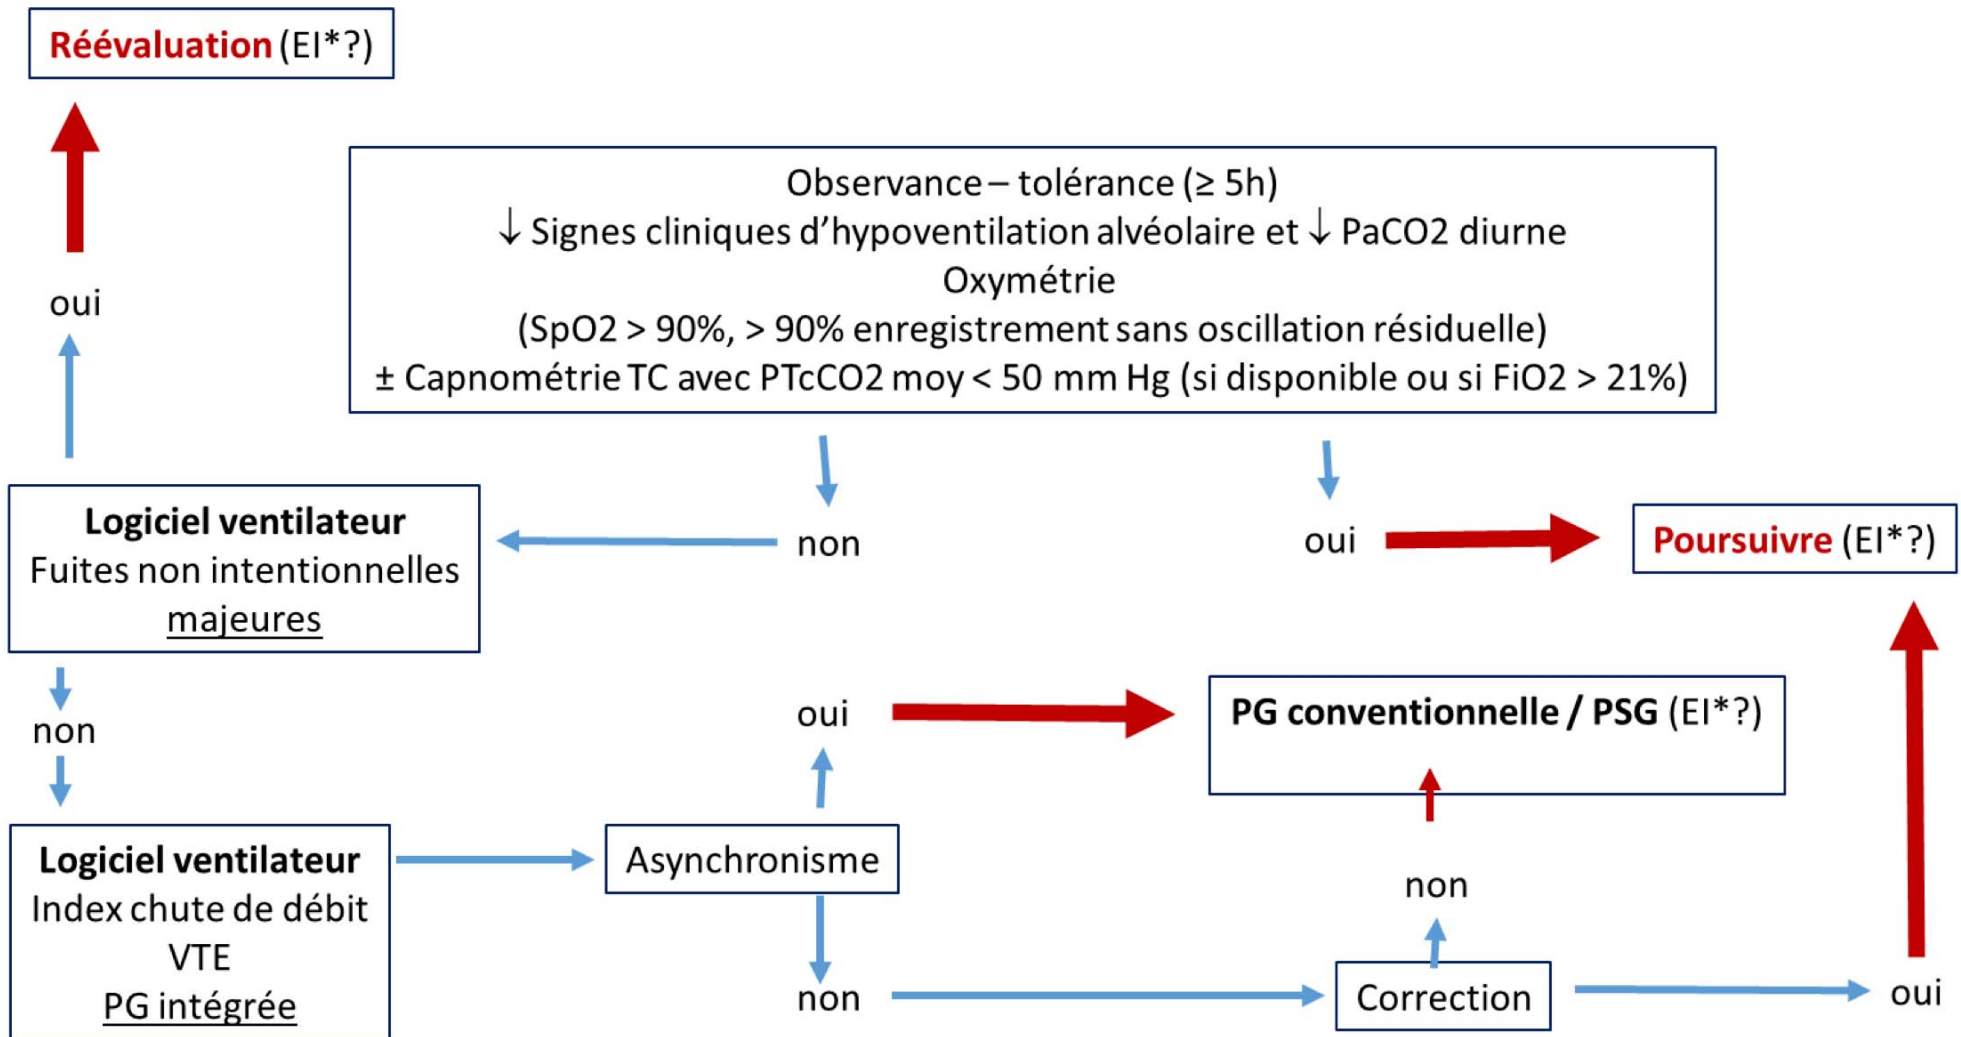 Réévaluation (EI*?)
Observance – tolérance (≥ 5h)
↓ Signes cliniques d’hypoventilation alvéolaire et ↓ PaCO2 diurne
Oxymétrie
(SpO2 > 90%, > 90% enregistrement sans oscillation résiduelle)
± Capnométrie TC avec PTcCO2 moy < 50 mm Hg (si disponible ou si FiO2 > 21%)
oui
Logiciel ventilateur
Fuites non intentionnelles
majeures
non
oui
Poursuivre (EI*?)
non
oui
PG conventionnelle / PSG (EI*?)
Logiciel ventilateur
Index chute de débit
VTE
PG intégrée
Asynchronisme
non
non
Correction
oui